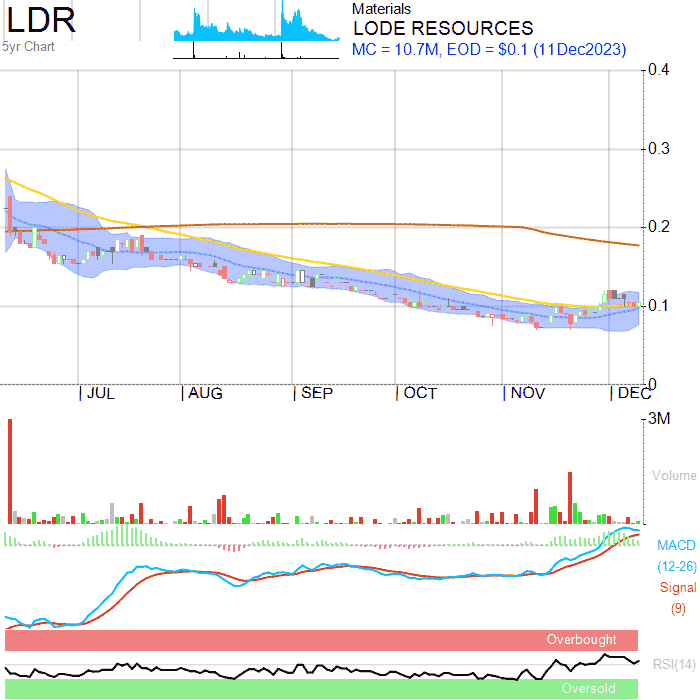 LDR
5yr Chart
Materials
LODE RESOURCES
MC = 10.7M, EOD = $0.1 (11Dec2023)
0.4
0.3
0.2
0.1
0
JUL AUG SEP OCT NOV DEC
3M
Volume
MACD
(12-26)
Signal
(9)
Overbought
RSI(14)
Oversold